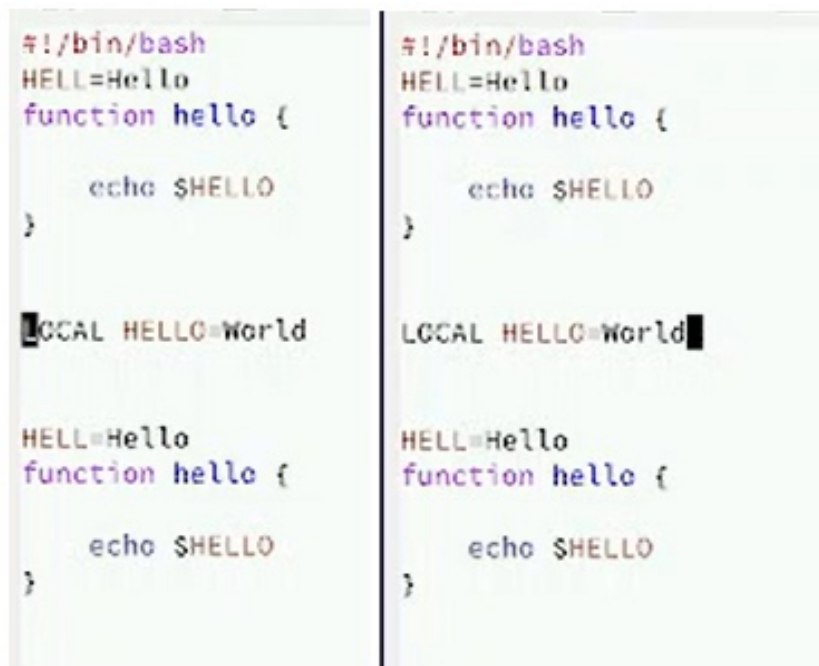 #!/bin/bash
HELL=Hello
function hello {
echo $HELLO
}
LOCAL HELLO=World
HELL=Hello
function hello {
echo $HELLO
}
#!/bin/bash
HELL=Hello
function hello {
echo $HELLO
}
LOCAL HELLO=World
HELL=Hello
function hello {
echo $HELLO
}